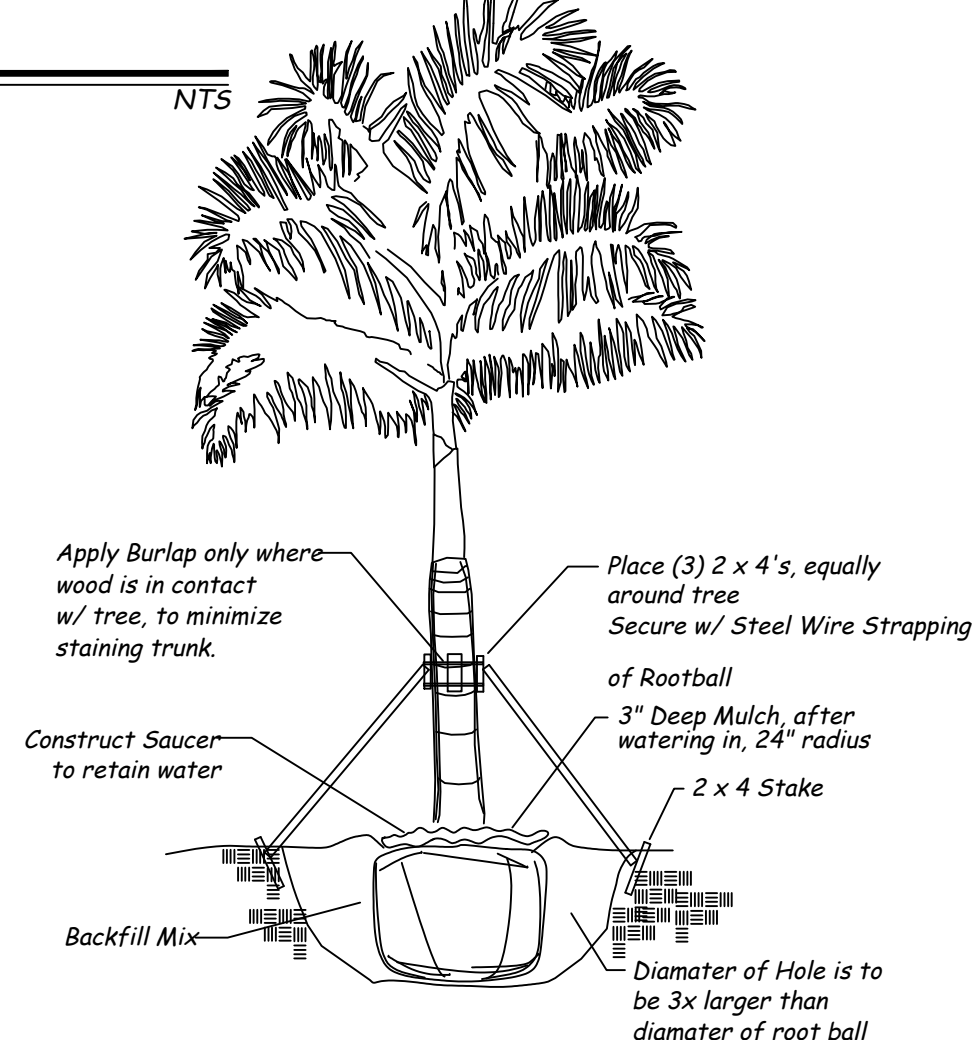 NTS
Apply Burlap only where
wood is in contact
w/ tree, to minimize
staining trunk.
Place (3) 2 x 4's, equally
around tree
Secure w/ Steel Wire Strapping
of Rootball
3" Deep Mulch, after
watering in, 24" radius
Construct Saucer
to retain water
2 x 4 Stake
Backfill Mix
Diamater of Hole is to
be 3x larger than
diamater of root ball